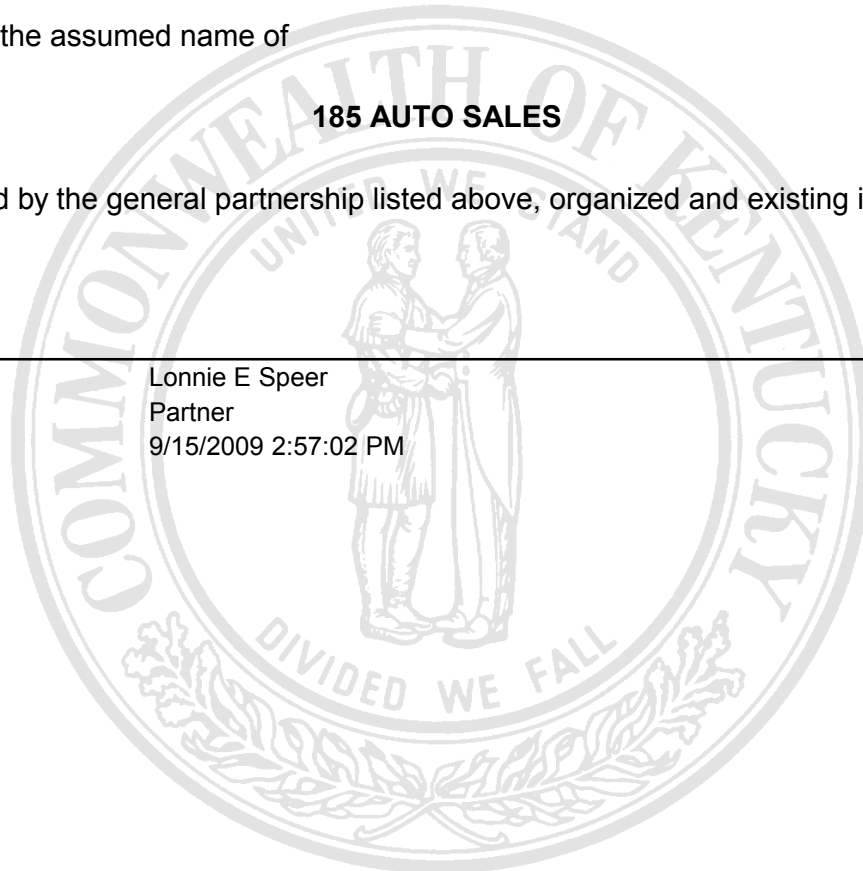 the assumed name of
185 AUTO SALES
d by the general partnership listed above, organized and existing i
Lonnie E Speer
Partner
9/15/2009 2:57:02 PM
COMMONWEALTH OF KENTUCKY
UNITED WE STAND
DIVIDED WE FALL